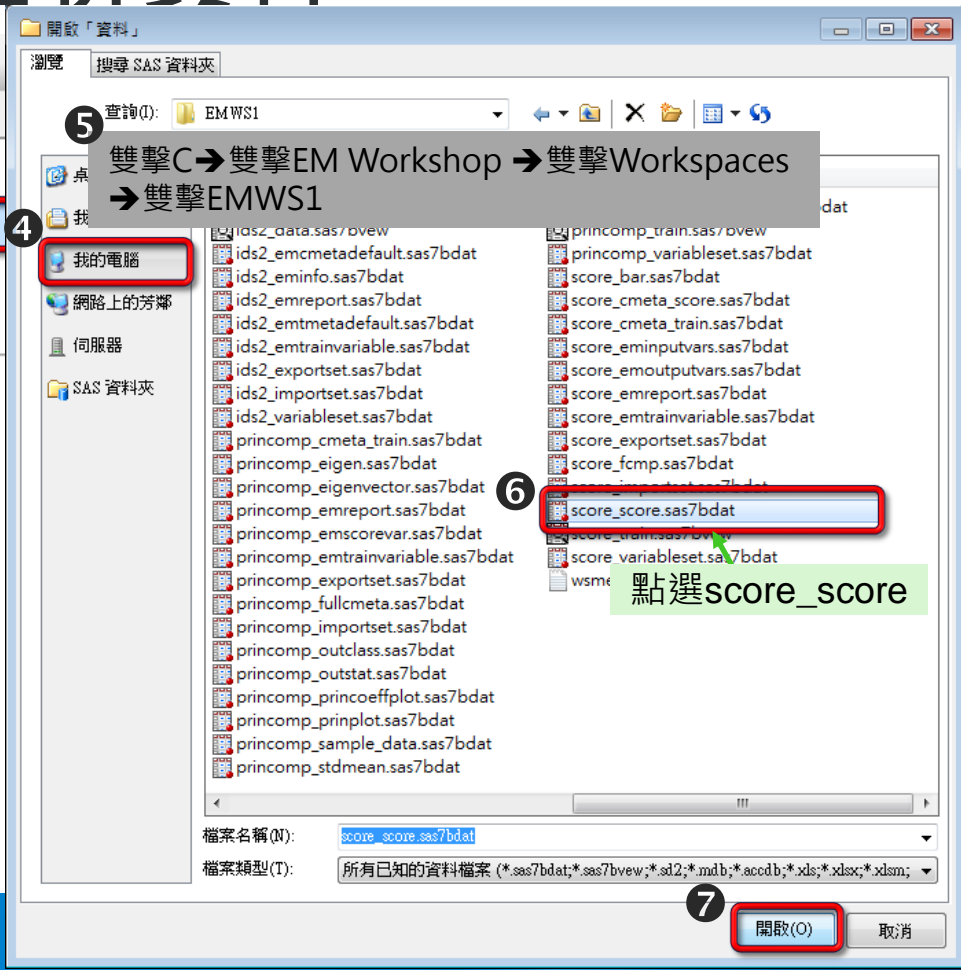 開啟「資料」
瀏覽 搜尋 SAS 資料夾
查詢(I): EMWS1
❺
雙擊C➔雙擊EM Workshop ➔雙擊Workspaces
➔雙擊EMWS1
❹
我的電腦
網路上的芳鄰
伺服器
SAS 資料夾
ids2_data.sas7bvew
ids2_emcmetadefault.sas7bdat
ids2_eminfo.sas7bdat
ids2_emreport.sas7bdat
ids2_emtmetadefault.sas7bdat
ids2_emtrainvariable.sas7bdat
ids2_exportset.sas7bdat
ids2_importset.sas7bdat
ids2_variableset.sas7bdat
princomp_cmeta_train.sas7bdat
princomp_eigen.sas7bdat
princomp_eigenvector.sas7bdat
princomp_emreport.sas7bdat
princomp_emscorevar.sas7bdat
princomp_emtrainvariable.sas7bdat
princomp_exportset.sas7bdat
princomp_fullcmeta.sas7bdat
princomp_importset.sas7bdat
princomp_outclass.sas7bdat
princomp_outstat.sas7bdat
princomp_princoeffplot.sas7bdat
princomp_prinplot.sas7bdat
princomp_sample_data.sas7bdat
princomp_stdmean.sas7bdat
princomp_train.sas7bvew
princomp_variableset.sas7bdat
score_bar.sas7bdat
score_cmeta_score.sas7bdat
score_cmeta_train.sas7bdat
score_eminputvars.sas7bdat
score_emoutputvars.sas7bdat
score_emreport.sas7bdat
score_emtrainvariable.sas7bdat
score_exportset.sas7bdat
score_fcmp.sas7bdat
score_importset.sas7bdat
❻
score_score.sas7bdat
score_train.sas7bvew
score_variableset.sas7bdat
點選score_score
檔案名稱(N): score_score.sas7bdat
檔案類型(T): 所有已知的資料檔案 (*.sas7bdat;*.sas7bvew;*.sd2;*.mdb;*.accdb;*.xls;*.xlsx;*.xlsm;
❼
開啟(O) 取消